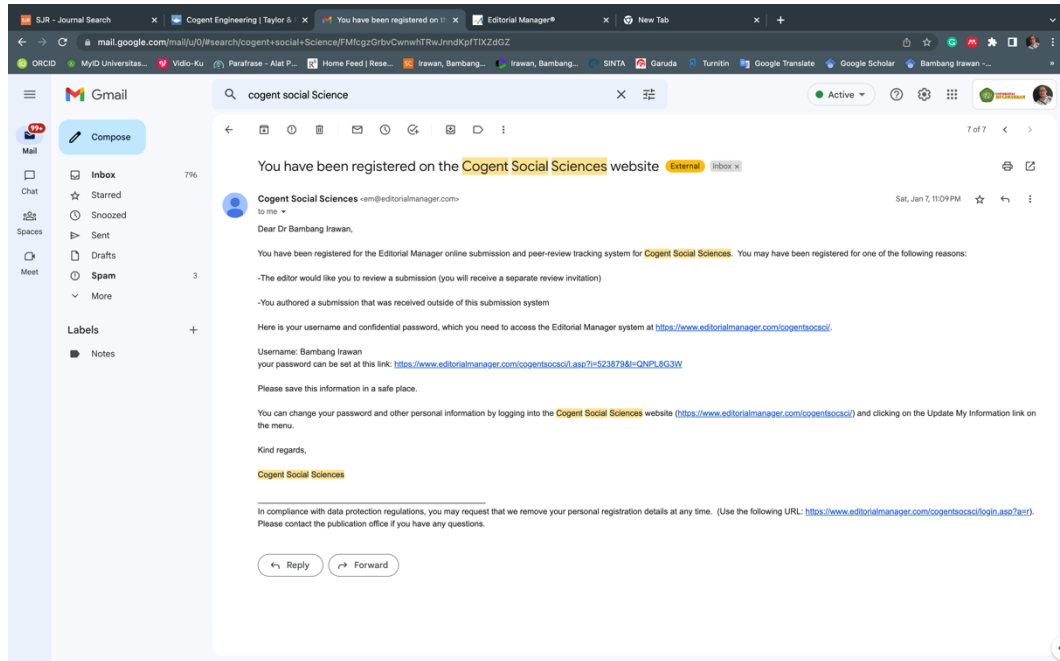 SJR - Journal Search
Cogent Engineering | Taylor & F
You have been registered on th
Editorial Manager®
New Tab
mail.google.com/mail/u/0/#search/cogent+social+Science/FMfcgzGrbvCwnwhTRwJnndKpfTlXZdGZ
ORCID MyID Universitas... Vidio-Ku Parafrase - Alat P... Home Feed | Rese... Irawan, Bambang... Irawan, Bambang... SINTA Garuda Turnitin Google Translate Google Scholar Bambang Irawan -... »
Gmail
cogent social Science
Active
99+
Mail
Chat
Spaces
Meet
Compose
Inbox 796
Starred
Snoozed
Sent
Drafts
Spam 3
More
Labels +
Notes
7 of 7
You have been registered on the Cogent Social Sciences website External Inbox x
Cogent Social Sciences <em@editorialmanager.com>
Sat, Jan 7, 11:09 PM
to me
Dear Dr Bambang Irawan,
You have been registered for the Editorial Manager online submission and peer-review tracking system for Cogent Social Sciences. You may have been registered for one of the following reasons:
-The editor would like you to review a submission (you will receive a separate review invitation)
-You authored a submission that was received outside of this submission system
Here is your username and confidential password, which you need to access the Editorial Manager system at https://www.editorialmanager.com/cogentsocsci/.
Username: Bambang Irawan
your password can be set at this link: https://www.editorialmanager.com/cogentsocsci/l.asp?i=523879&l=QNPL8G3W
Please save this information in a safe place.
You can change your password and other personal information by logging into the Cogent Social Sciences website (https://www.editorialmanager.com/cogentsocsci/) and clicking on the Update My Information link on
the menu.
Kind regards,
Cogent Social Sciences
In compliance with data protection regulations, you may request that we remove your personal registration details at any time. (Use the following URL: https://www.editorialmanager.com/cogentsocsci/login.asp?a=r).
Please contact the publication office if you have any questions.
Reply
Forward